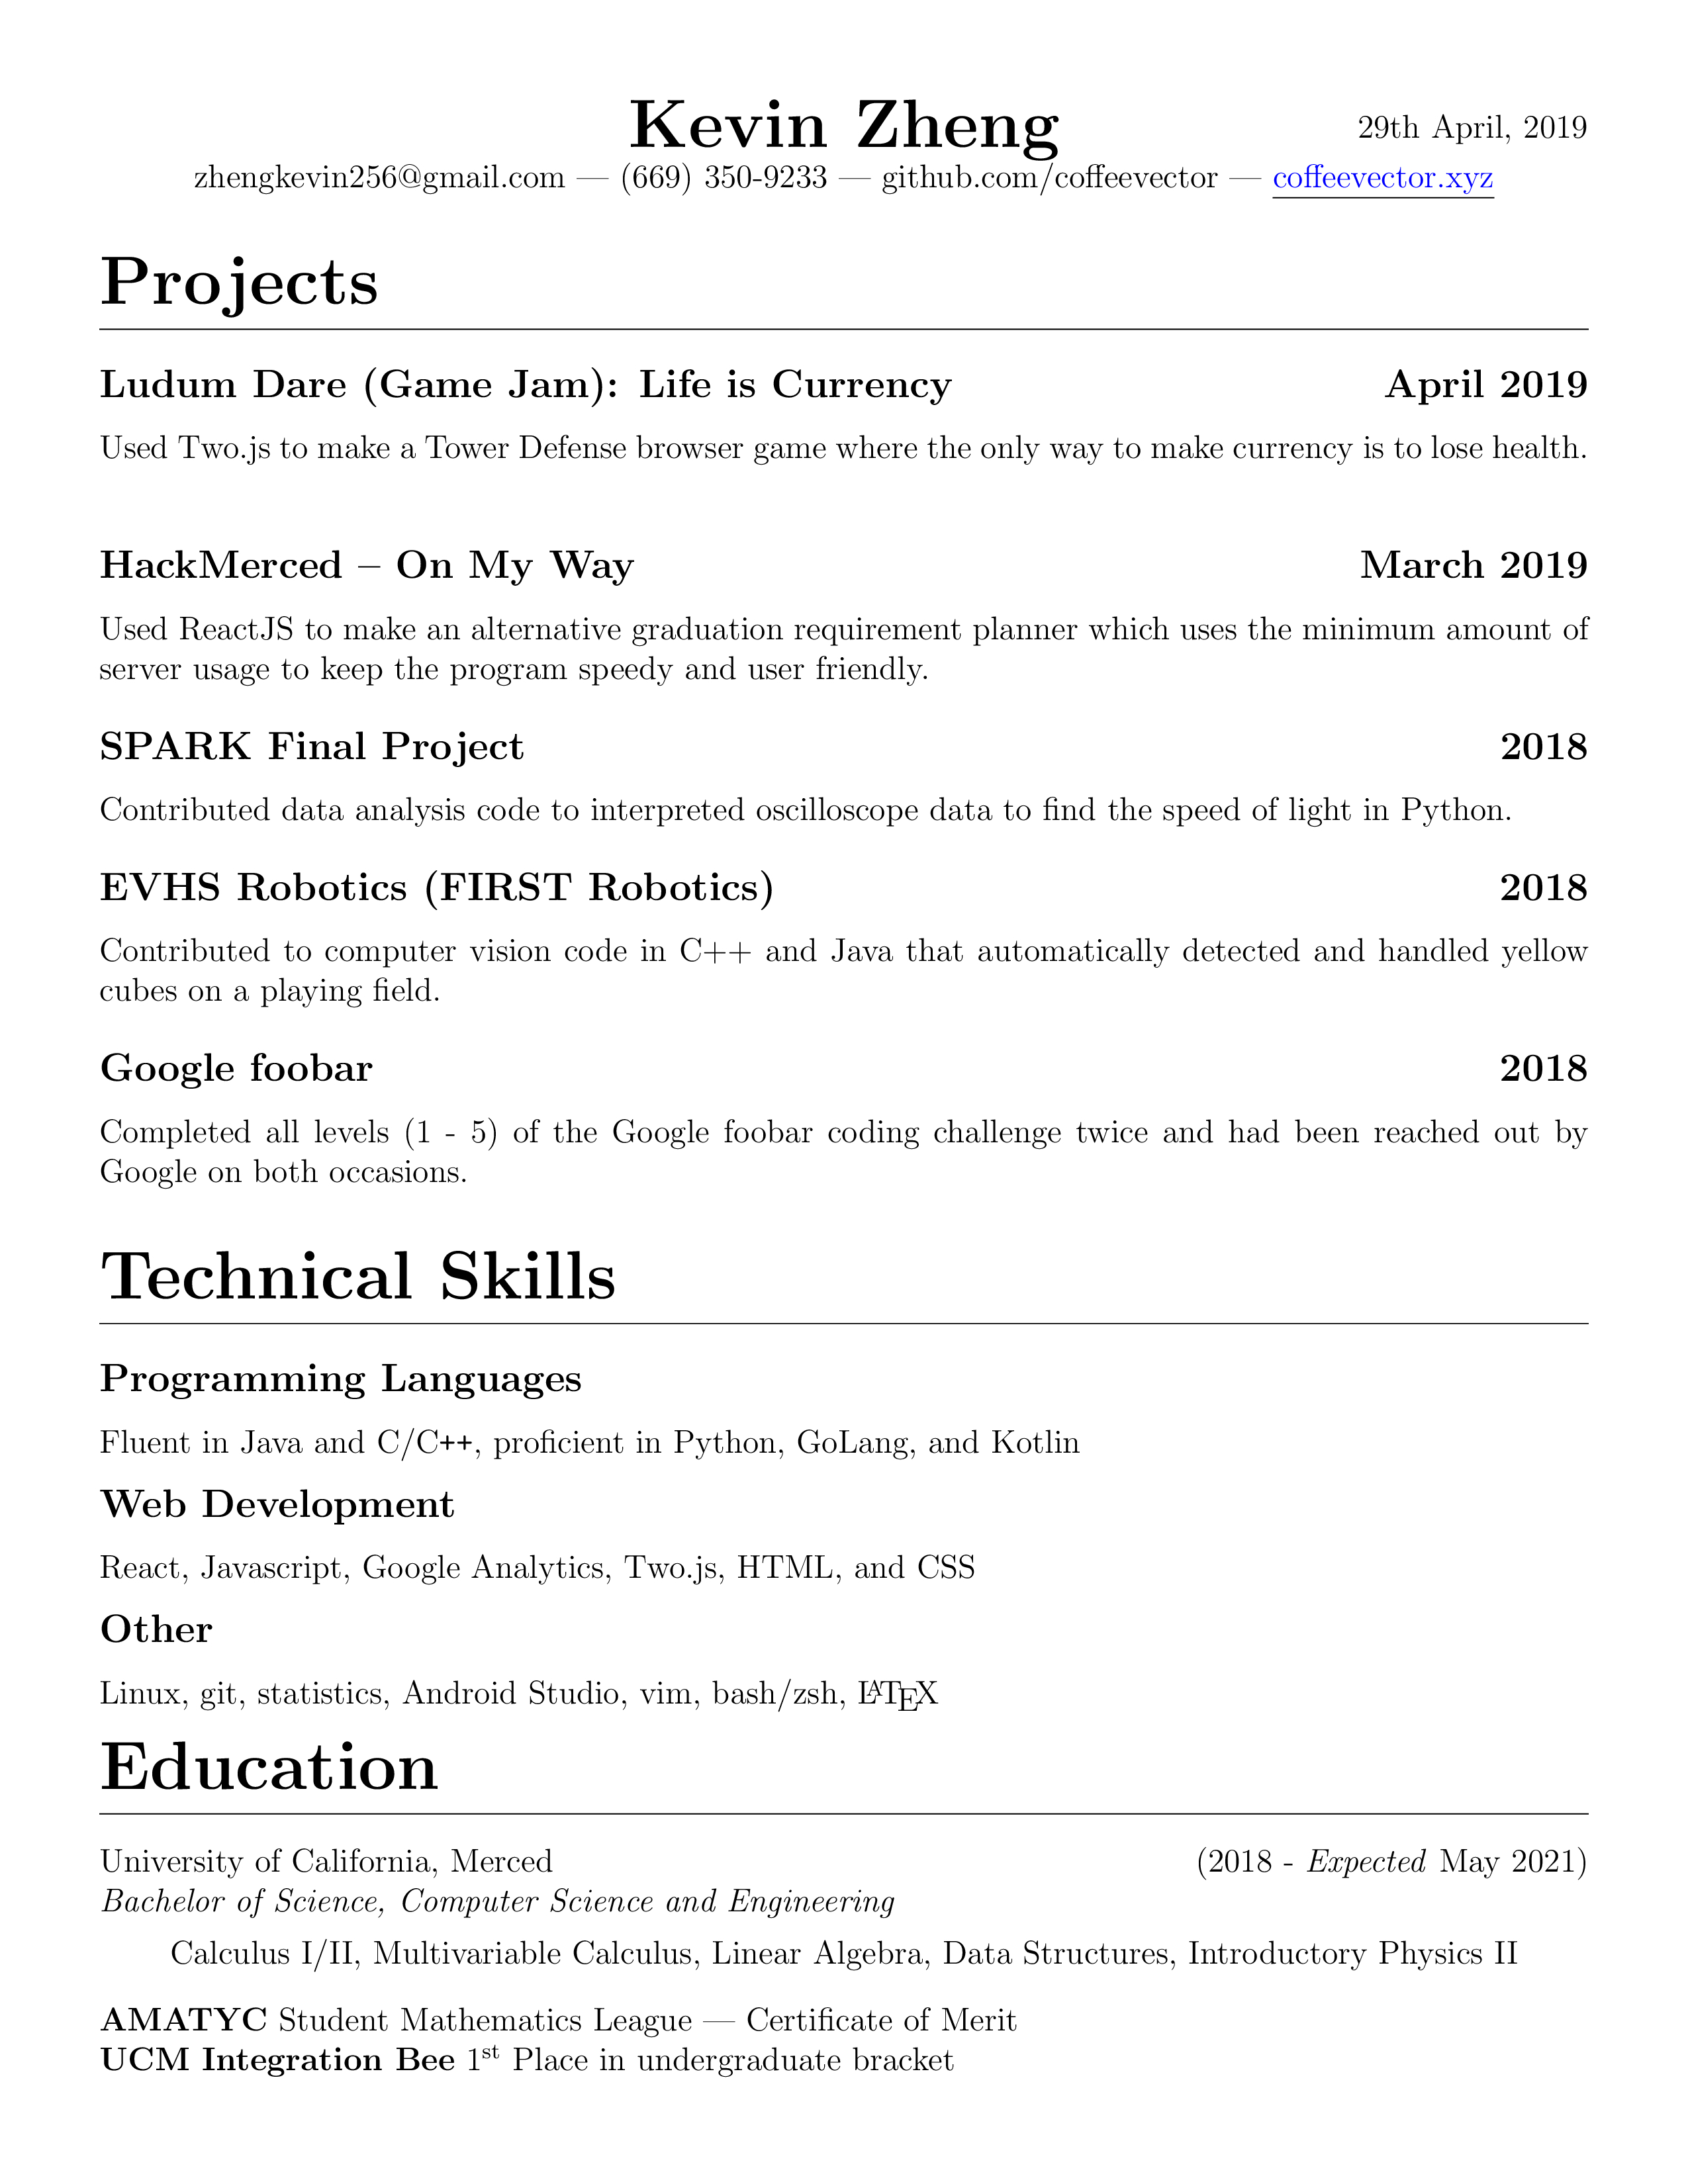 Kevin Zheng
29th April, 2019
zhengkevin256@gmail.com — (669) 350-9233 — github.com/coffeevector — coffeevector.xyz
Projects
Ludum Dare (Game Jam): Life is Currency April 2019
Used Two.js to make a Tower Defense browser game where the only way to make currency is to lose health.
HackMerced – On My Way March 2019
Used ReactJS to make an alternative graduation requirement planner which uses the minimum amount of
server usage to keep the program speedy and user friendly.
SPARK Final Project 2018
Contributed data analysis code to interpreted oscilloscope data to find the speed of light in Python.
EVHS Robotics (FIRST Robotics) 2018
Contributed to computer vision code in C++ and Java that automatically detected and handled yellow
cubes on a playing field.
Google foobar 2018
Completed all levels (1 - 5) of the Google foobar coding challenge twice and had been reached out by
Google on both occasions.
Technical Skills
Programming Languages
Fluent in Java and C/C++, proficient in Python, GoLang, and Kotlin
Web Development
React, Javascript, Google Analytics, Two.js, HTML, and CSS
Other
Linux, git, statistics, Android Studio, vim, bash/zsh, LATEX
Education
University of California, Merced (2018 - Expected May 2021)
Bachelor of Science, Computer Science and Engineering
Calculus I/II, Multivariable Calculus, Linear Algebra, Data Structures, Introductory Physics II
AMATYC Student Mathematics League — Certificate of Merit
UCM Integration Bee 1st Place in undergraduate bracket